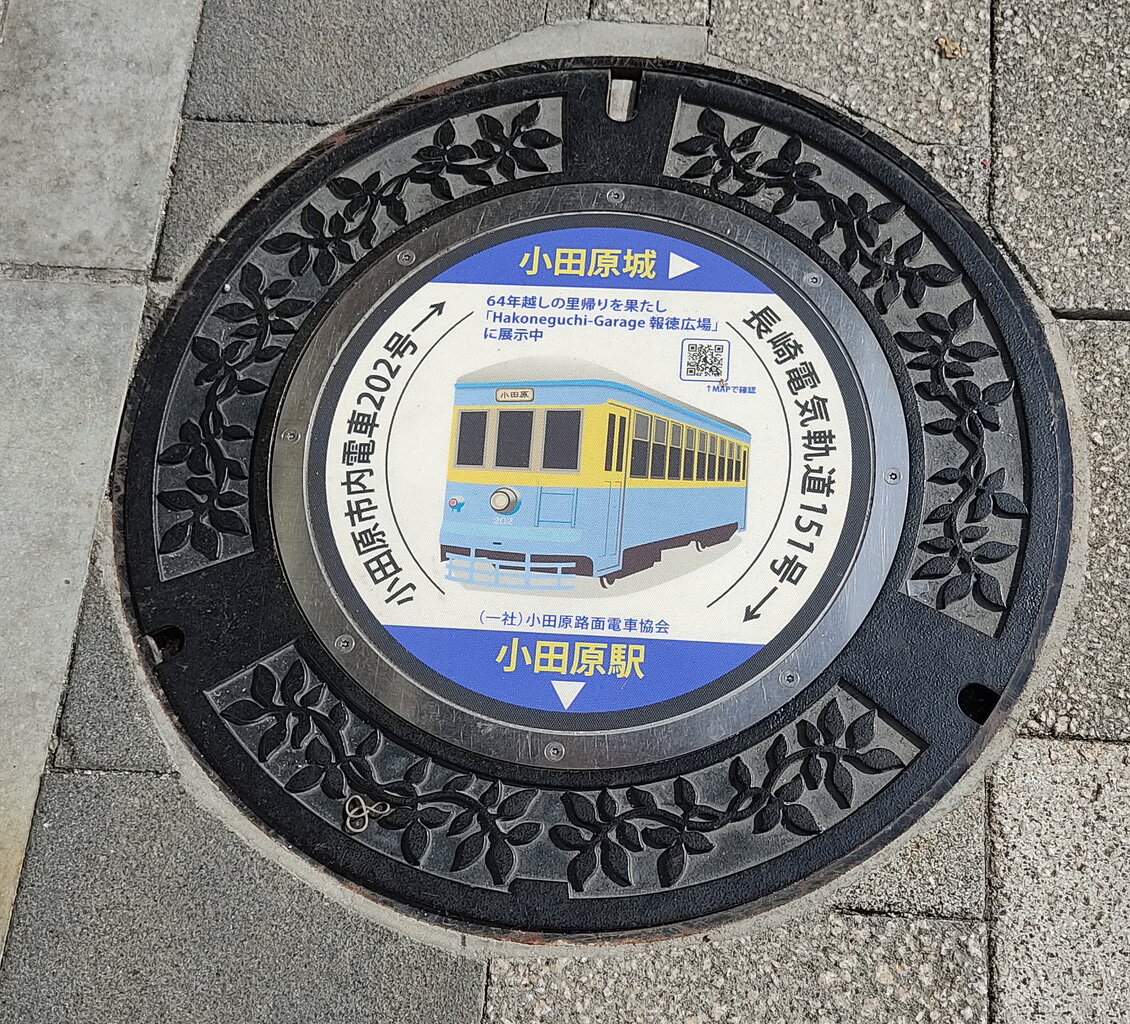 小田原城 ▶
64年越しの里帰りを果たし
「Hakoneguchi-Garage 報徳広場」
に展示中
↑MAPで確認
小田原市内電車202号→
長崎電気軌道151号→
小田原
202
(一社)小田原路面電車協会
小田原駅
▼